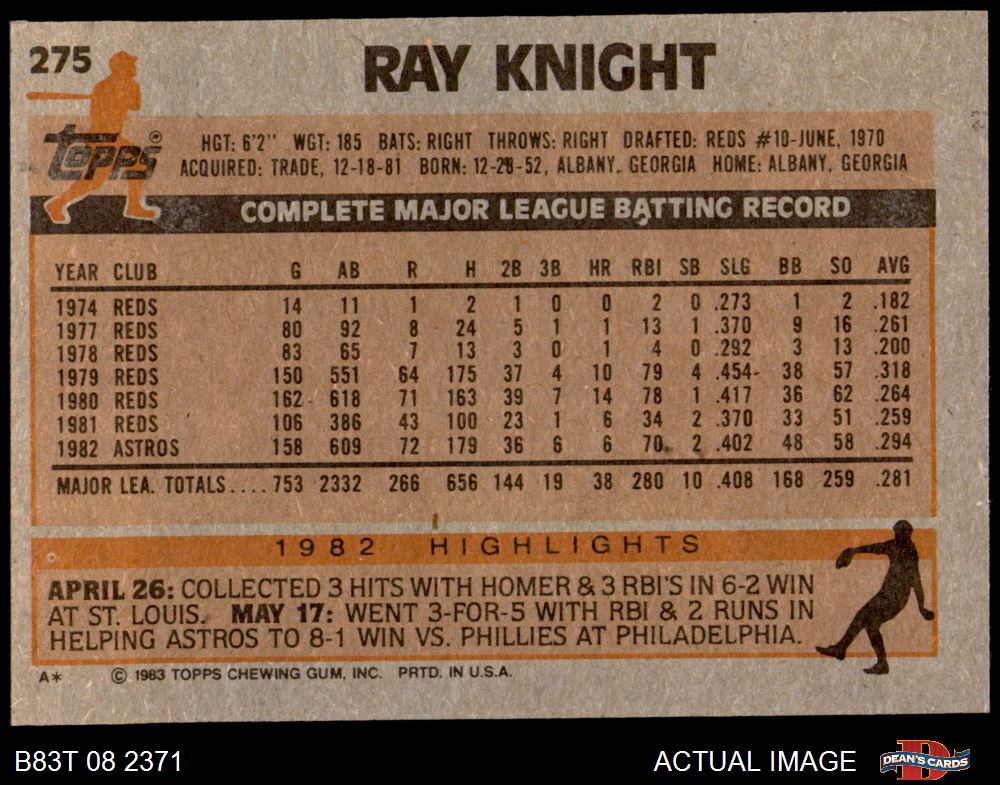 275
RAY KNIGHT
Topps®
HGT: 6'2" WGT: 185 BATS: RIGHT THROWS: RIGHT DRAFTED: REDS #10-JUNE, 1970
ACQUIRED: TRADE, 12-18-81 BORN: 12-28-52, ALBANY, GEORGIA HOME: ALBANY, GEORGIA
COMPLETE MAJOR LEAGUE BATTING RECORD
YEAR CLUB G AB R H 2B 3B HR RBI SB SLG BB SO AVG
1974 REDS 14 11 1 2 1 0 0 2 0 .273 1 2 .182
1977 REDS 80 92 8 24 5 1 1 13 1 .370 9 16 .261
1978 REDS 83 65 7 13 3 0 1 4 0 .292 3 13 .200
1979 REDS 150 551 64 175 37 4 10 79 4 .454 38 57 .318
1980 REDS 162 618 71 163 39 7 14 78 1 .417 36 62 .264
1981 REDS 106 386 43 100 23 1 6 34 2 .370 33 51 .259
1982 ASTROS 158 609 72 179 36 6 6 70 2 .402 48 58 .294
MAJOR LEA. TOTALS.... 753 2332 266 656 144 19 38 280 10 .408 168 259 .281
1982 HIGHLIGHTS
APRIL 26: COLLECTED 3 HITS WITH HOMER & 3 RBI'S IN 6-2 WIN
AT ST. LOUIS. MAY 17: WENT 3-FOR-5 WITH RBI & 2 RUNS IN
HELPING ASTROS TO 8-1 WIN VS. PHILLIES AT PHILADELPHIA.
A* © 1983 TOPPS CHEWING GUM, INC. PRTD. IN U.S.A.
B83T 08 2371 ACTUAL IMAGE D DEAN'S CARDS